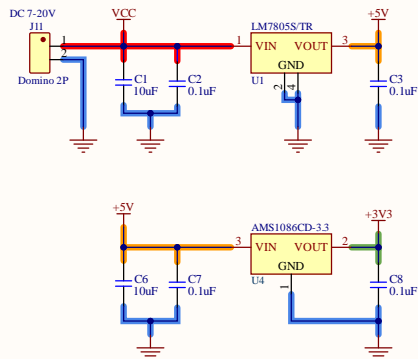 DC 7-20V
J11
1
2
Domino 2P
VCC
C1
10uF
C2
0.1uF
LM7805S/TR
1
VIN
VOUT
3
GND
U1
2
4
+5V
C3
0.1uF
+5V
C6
10uF
C7
0.1uF
AMS1086CD-3.3
3
VIN
VOUT
2
GND
U4
1
+3V3
C8
0.1uF